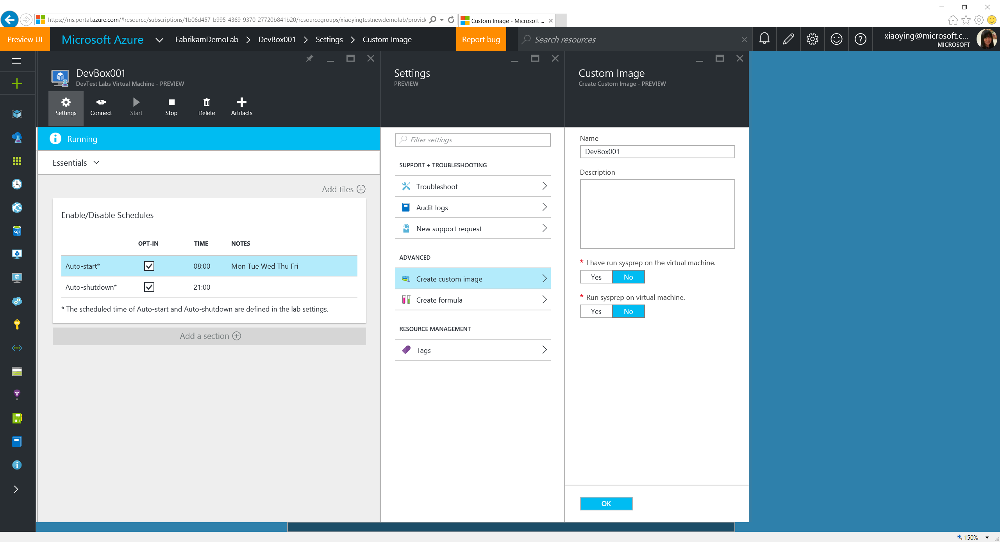 https://ms.portal.azure.com/#resource/subscriptions/1b06d457-b995-4369-9370-27720b841b20/resourcegroups/xiaoyingtestnewdemolab/provide
Custom Image - Microsoft ...
Preview UI
Microsoft Azure
FabrikamDemoLab
DevBox001
Settings
Custom Image
Report bug
Search resources
xiaoying@microsoft.c...
MICROSOFT
DevBox001
DevTest Labs Virtual Machine - PREVIEW
Settings
Connect
Start
Stop
Delete
Artifacts
Running
Essentials
Add tiles
Enable/Disable Schedules
OPT-IN TIME NOTES
Auto-start* 08:00 Mon Tue Wed Thu Fri
Auto-shutdown* 21:00
* The scheduled time of Auto-start and Auto-shutdown are defined in the lab settings.
Add a section
SQL
Settings
PREVIEW
Filter settings
SUPPORT + TROUBLESHOOTING
Troubleshoot
Audit logs
New support request
ADVANCED
Create custom image
Create formula
RESOURCE MANAGEMENT
Tags
Custom Image
Create Custom Image - PREVIEW
Name
DevBox001
Description
* I have run sysprep on the virtual machine.
Yes No
* Run sysprep on virtual machine.
Yes No
OK
150%